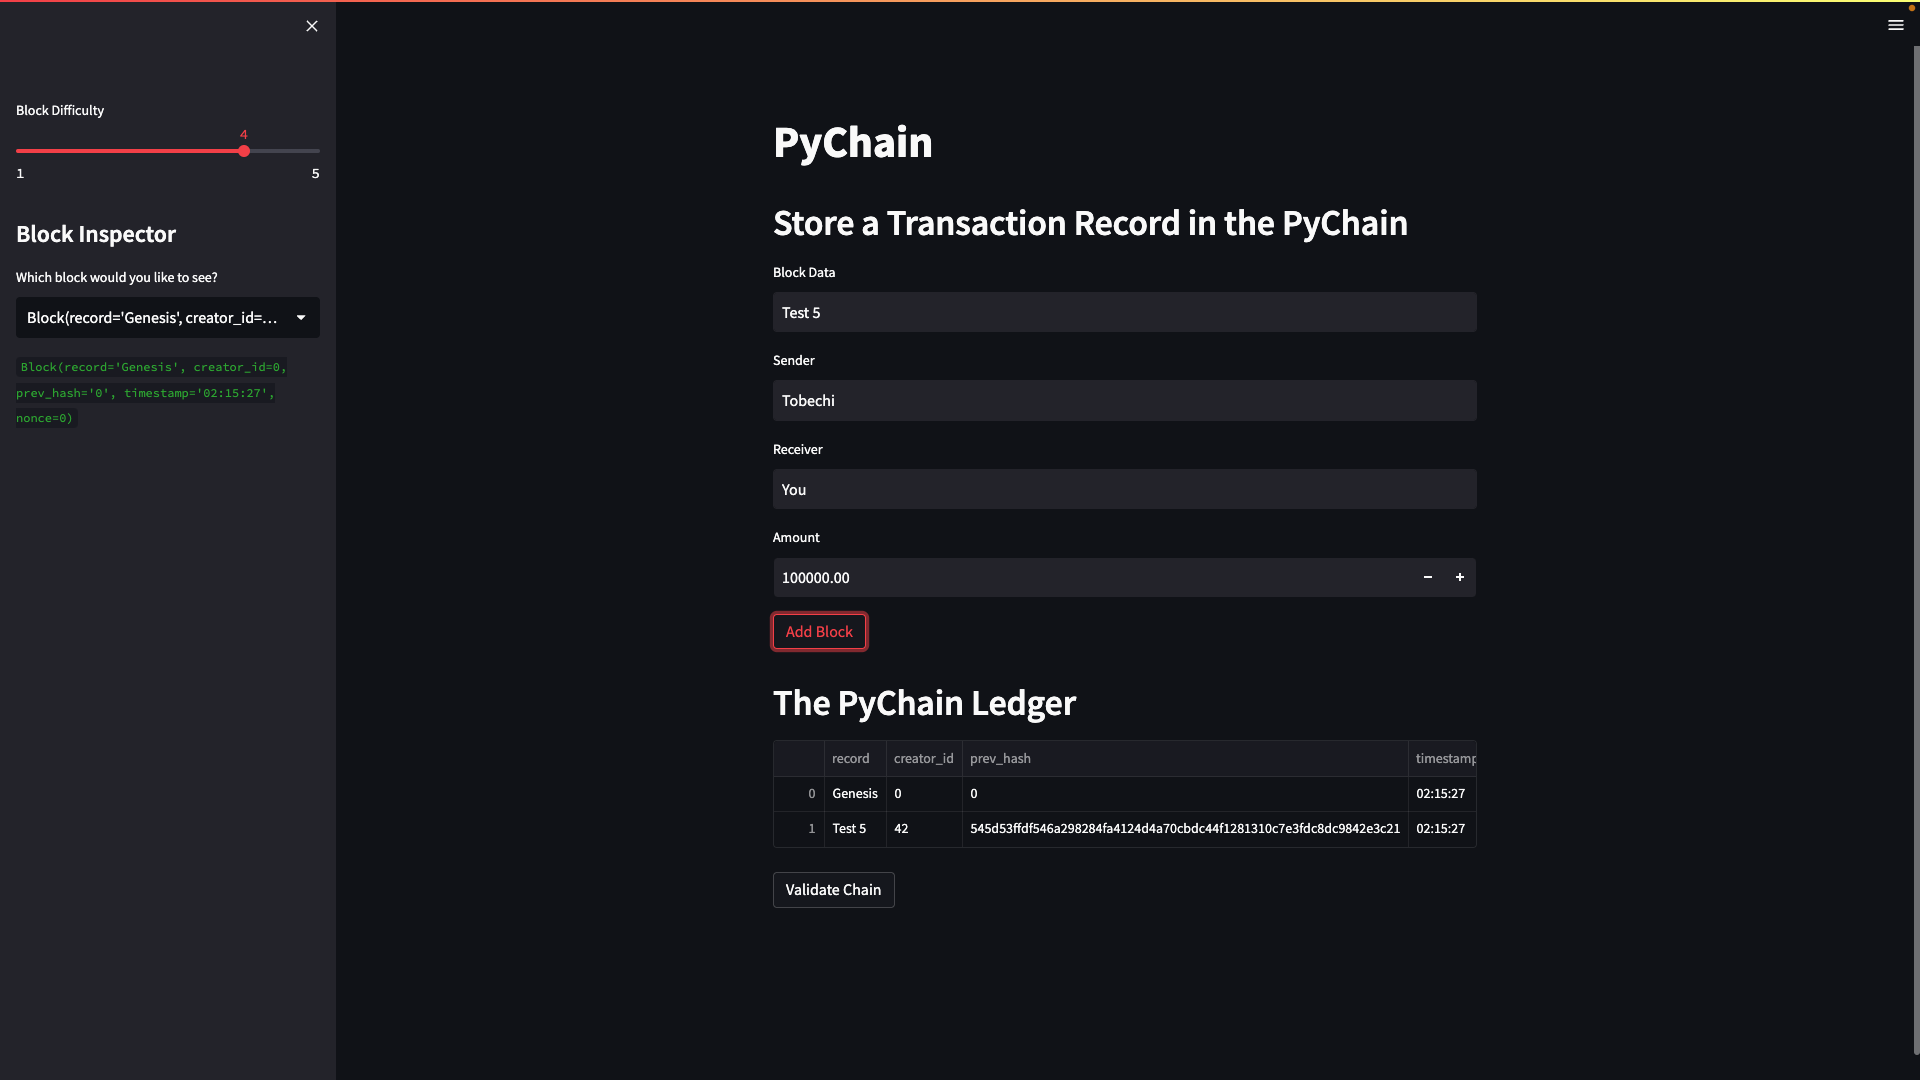 Block Difficulty
4
1 5
Block Inspector
Which block would you like to see?
Block(record='Genesis', creator_id=...
Block(record='Genesis', creator_id=0,
prev_hash='0', timestamp='02:15:27',
nonce=0)
PyChain
Store a Transaction Record in the PyChain
Block Data
Test 5
Sender
Tobechi
Receiver
You
Amount
100000.00 − +
Add Block
The PyChain Ledger
record creator_id prev_hash timestamp
0 Genesis 0 0 02:15:27
1 Test 5 42 545d53ffdf546a298284fa4124d4a70cbdc44f1281310c7e3fdc8dc9842e3c21 02:15:27
Validate Chain